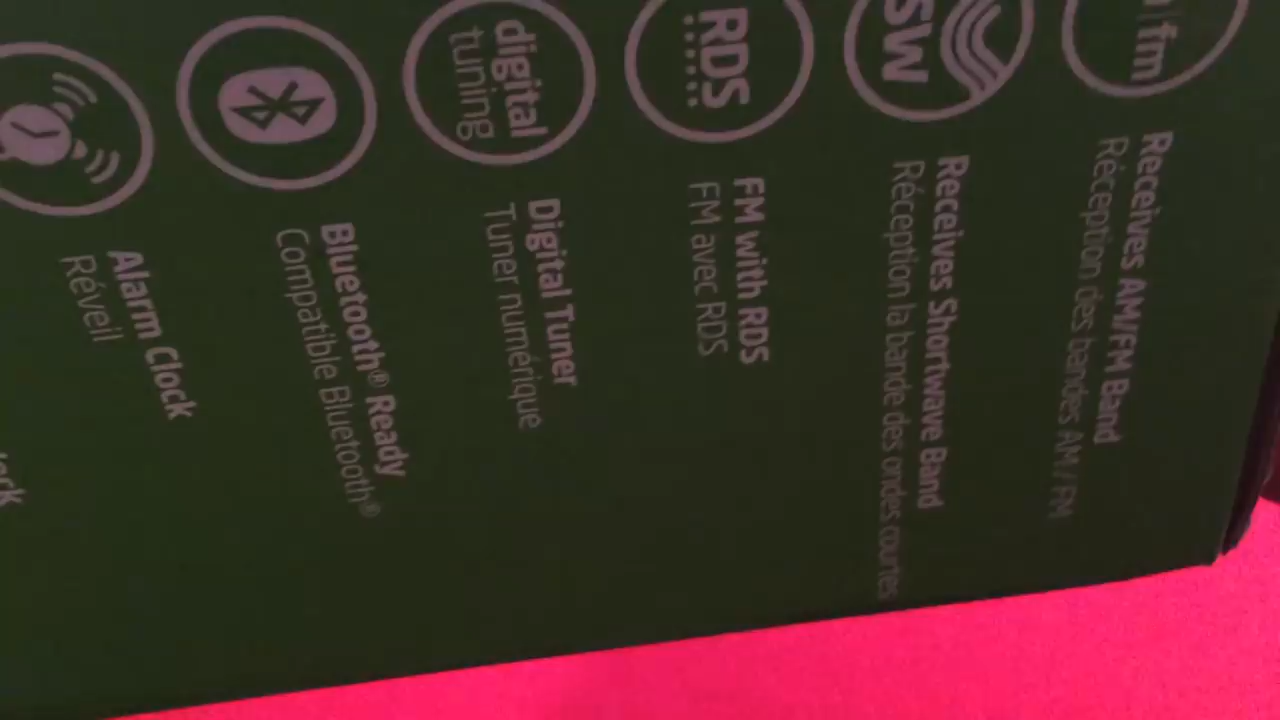 fm
Receives AM/FM Band
Réception des bandes AM / FM
SW
Receives Shortwave Band
Réception la bande des ondes courtes
RDS
FM with RDS
FM avec RDS
digital
tuning
Digital Tuner
Tuner numérique
Bluetooth® Ready
Compatible Bluetooth®
Alarm Clock
Réveil